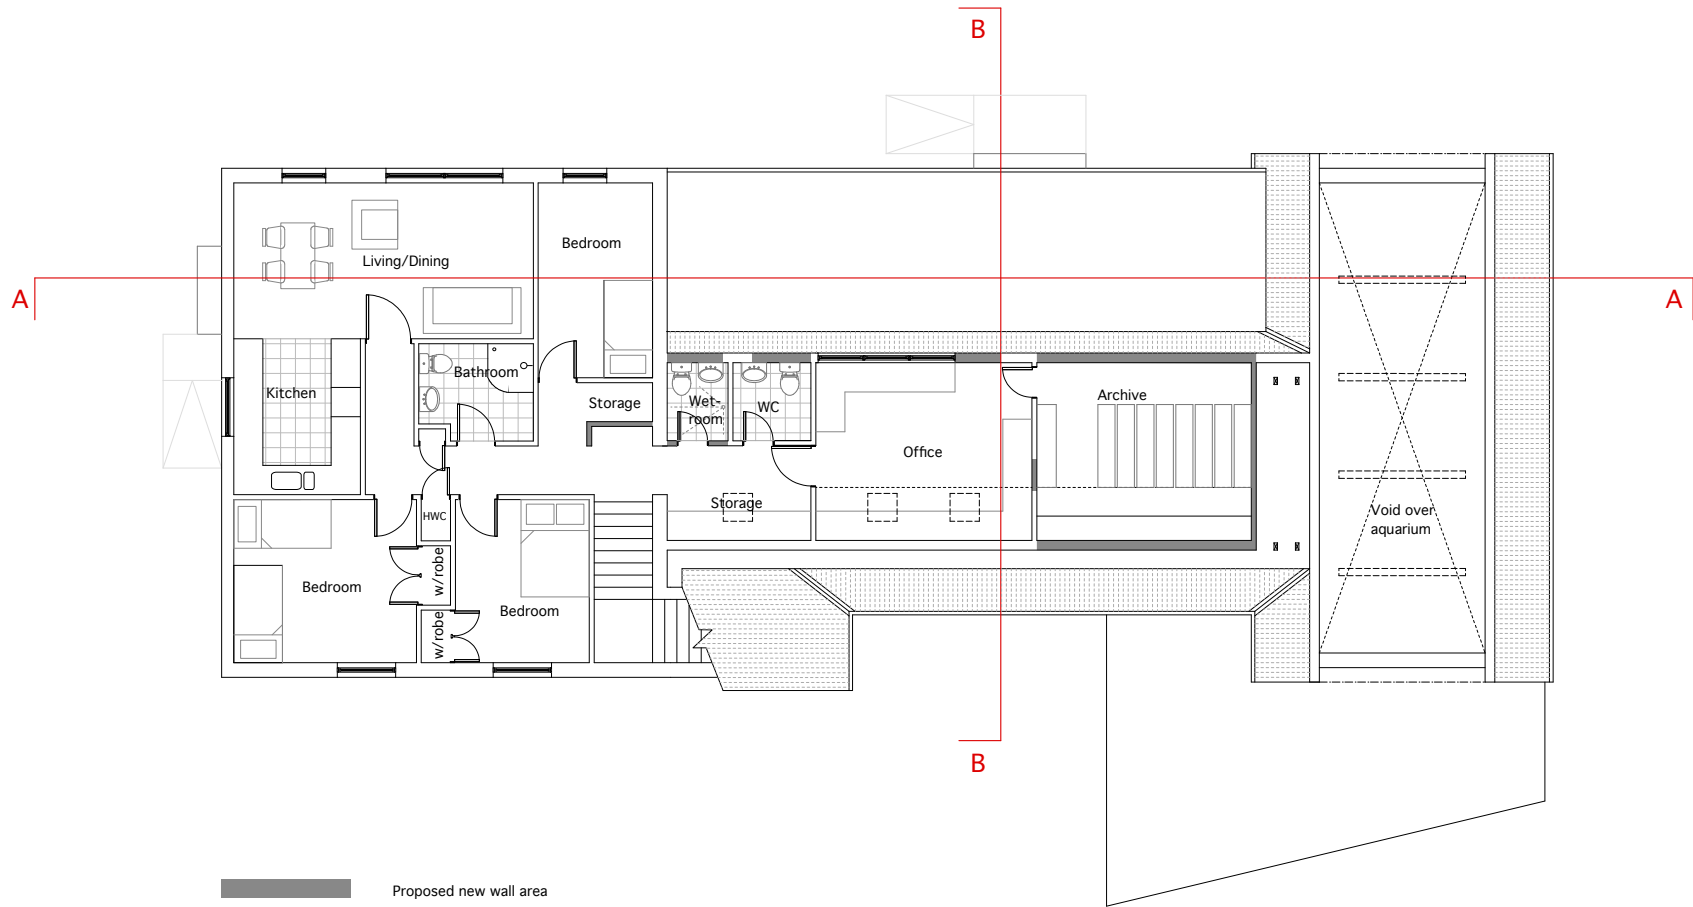 B
A
A
Bedroom
Living/Dining
Kitchen
Bathroom
Storage
Wet-
room
WC
Archive
Office
Storage
HWC
Void over
aquarium
w/robe
Bedroom
Bedroom
w/robe
B
Proposed new wall area